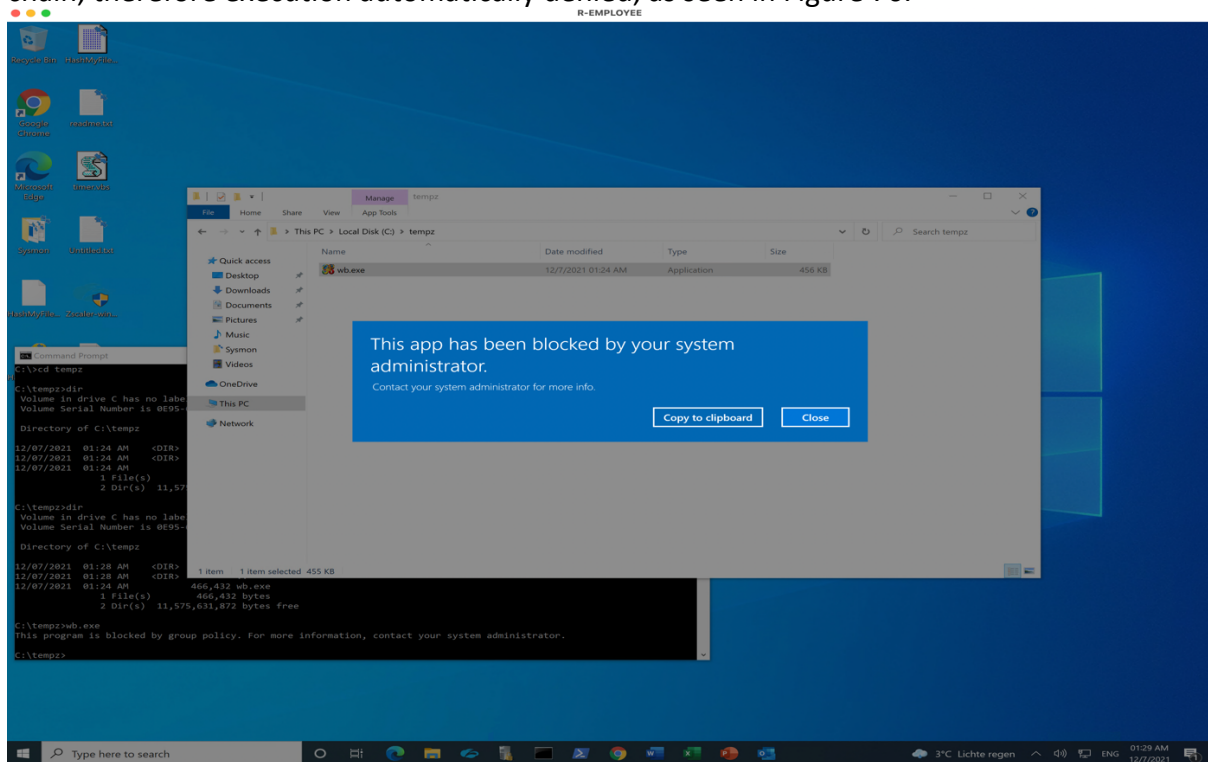 chain, therefore execution automatically denied, as seen in Figure 76.
R-EMPLOYEE
Recycle Bin HashMyFile...
Google Chrome readme.txt
Microsoft Edge
Sysmon Untitled.txt
HashMyFile... Zscaler-win...
Manage tempz
File Home Share View App Tools
This PC > Local Disk (C:) > tempz
Search tempz
Name Date modified Type Size
wb.exe 12/7/2021 01:24 AM Application 456 KB
Quick access
Desktop
Downloads
Documents
Pictures
Music
Sysmon
Videos
OneDrive
This PC
Network
1 item 1 item selected 455 KB
This app has been blocked by your system
administrator.
Contact your system administrator for more info.
Copy to clipboard Close
Command Prompt
C:\>cd tempz
C:\tempz>dir
Volume in drive C has no labe
Volume Serial Number is 0E95-
Directory of C:\tempz
12/07/2021 01:24 AM <DIR>
12/07/2021 01:24 AM <DIR>
12/07/2021 01:24 AM
1 File(s)
2 Dir(s) 11,57
C:\tempz>dir
Volume in drive C has no labe
Volume Serial Number is 0E95-
Directory of C:\tempz
12/07/2021 01:28 AM <DIR>
12/07/2021 01:28 AM <DIR>
12/07/2021 01:24 AM 466,432 wb.exe
1 File(s) 466,432 bytes
2 Dir(s) 11,575,631,872 bytes free
C:\tempz>wb.exe
This program is blocked by group policy. For more information, contact your system administrator.
C:\tempz>
Type here to search
3°C Lichte regen ENG 01:29 AM
12/7/2021